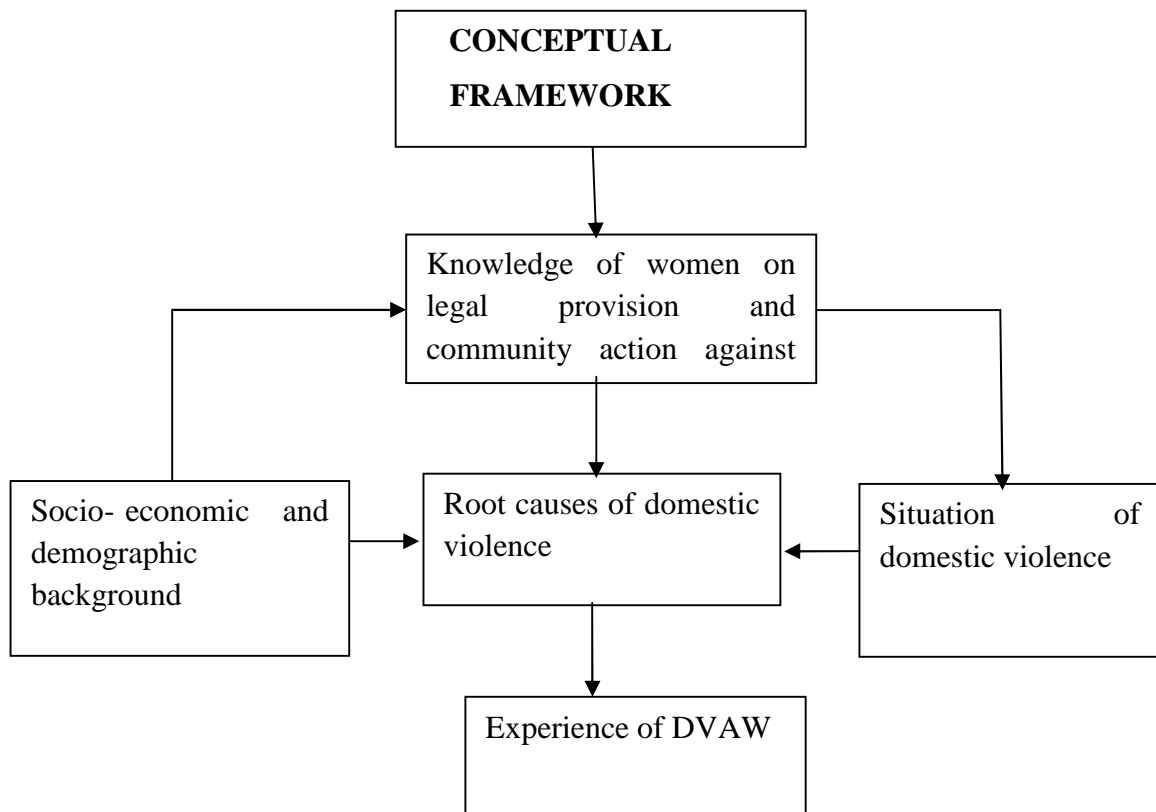 CONCEPTUAL
FRAMEWORK
Knowledge of women on
legal provision and
community action against
Socio- economic and
demographic
background
Root causes of domestic
violence
Situation of
domestic violence
Experience of DVAW